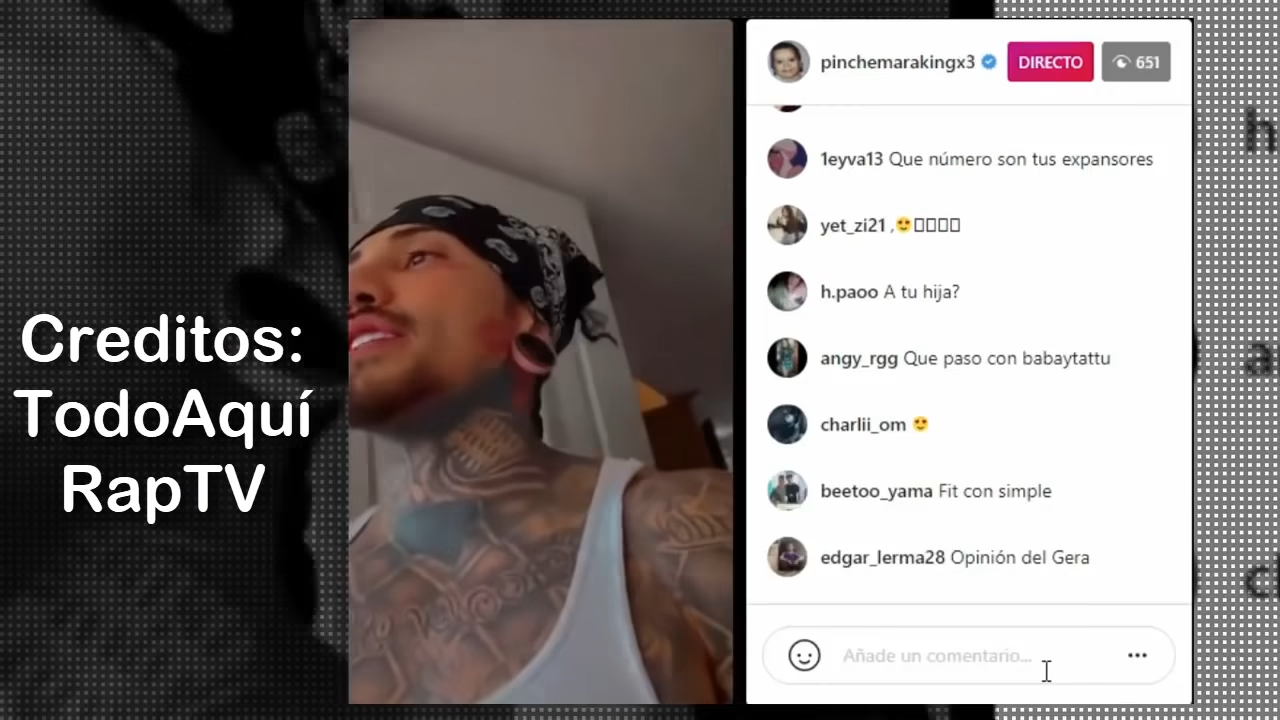 Creditos:
TodoAquí
RapTV
pinchemarakingx3
DIRECTO
651
1eyva13 Que número son tus expansores
yet_zi21 ,😍
h.paoo A tu hija?
angy_rgg Que paso con babaytattu
charlii_om 😍
beetoo_yama Fit con simple
edgar_lerma28 Opinión del Gera
Añade un comentario...
h
a
c